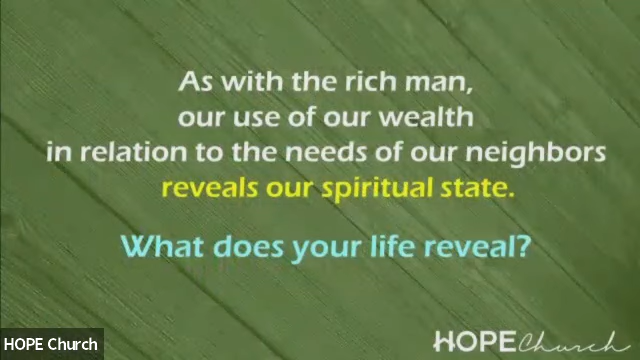 As with the rich man,
our use of our wealth
in relation to the needs of our neighbors
reveals our spiritual state.
What does your life reveal?
HOPE Church
HOPE Church